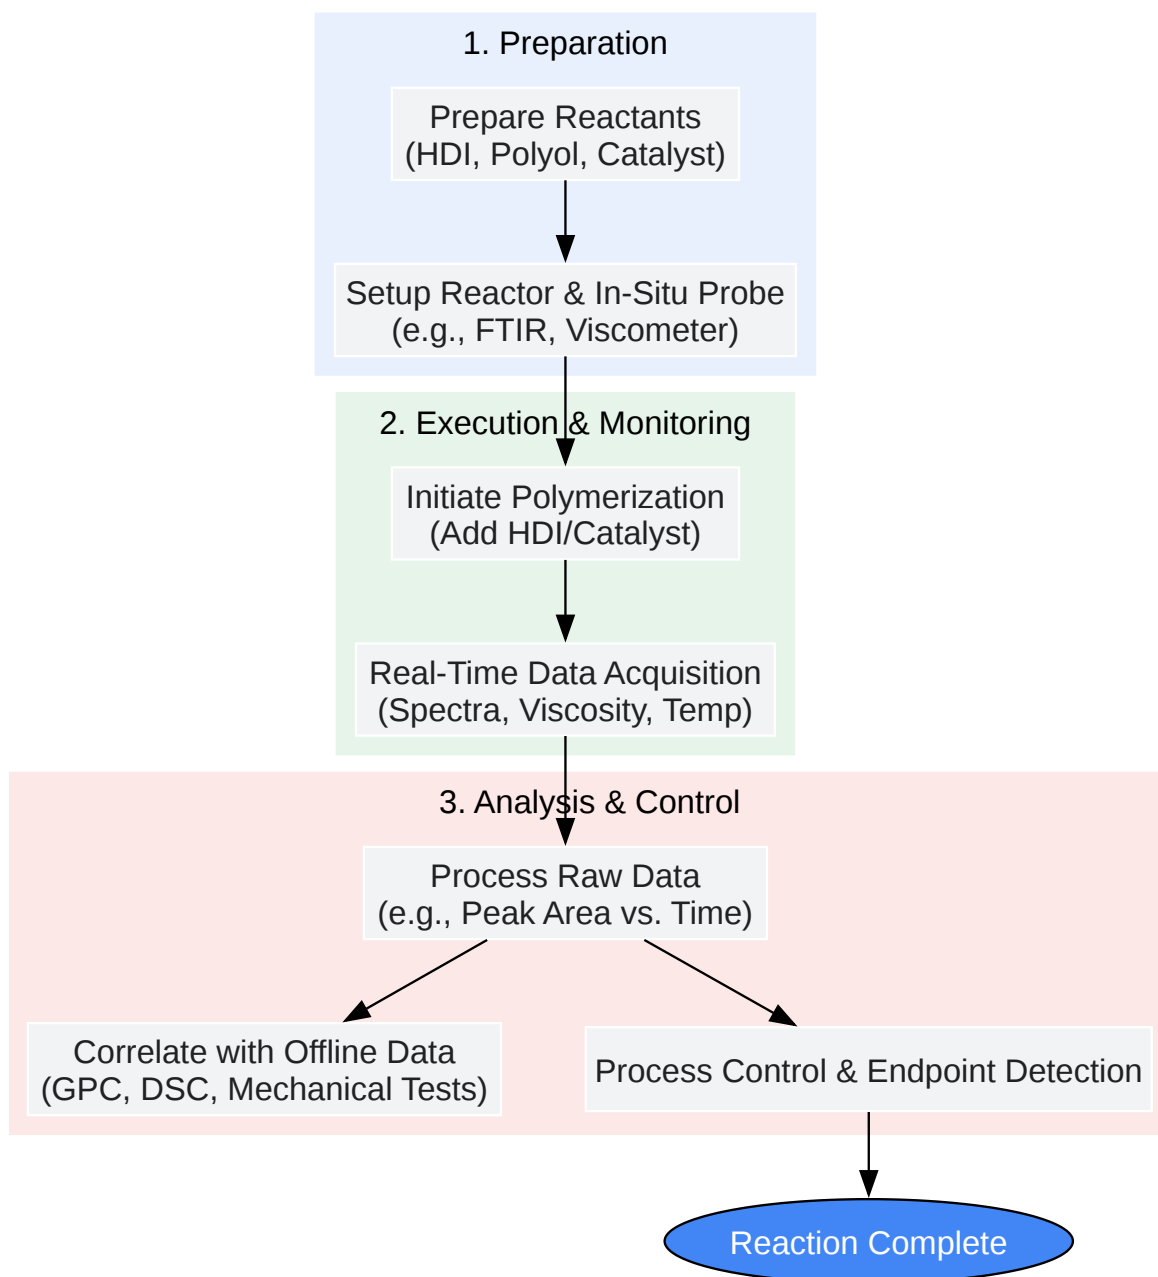 1. Preparation
Prepare Reactants
(HDI, Polyol, Catalyst)
Setup Reactor & In-Situ Probe
(e.g., FTIR, Viscometer)
2. Execution & Monitoring
Initiate Polymerization
(Add HDI/Catalyst)
Real-Time Data Acquisition
(Spectra, Viscosity, Temp)
3. Analysis & Control
Process Raw Data
(e.g., Peak Area vs. Time)
Correlate with Offline Data
(GPC, DSC, Mechanical Tests)
Process Control & Endpoint Detection
Reaction Complete